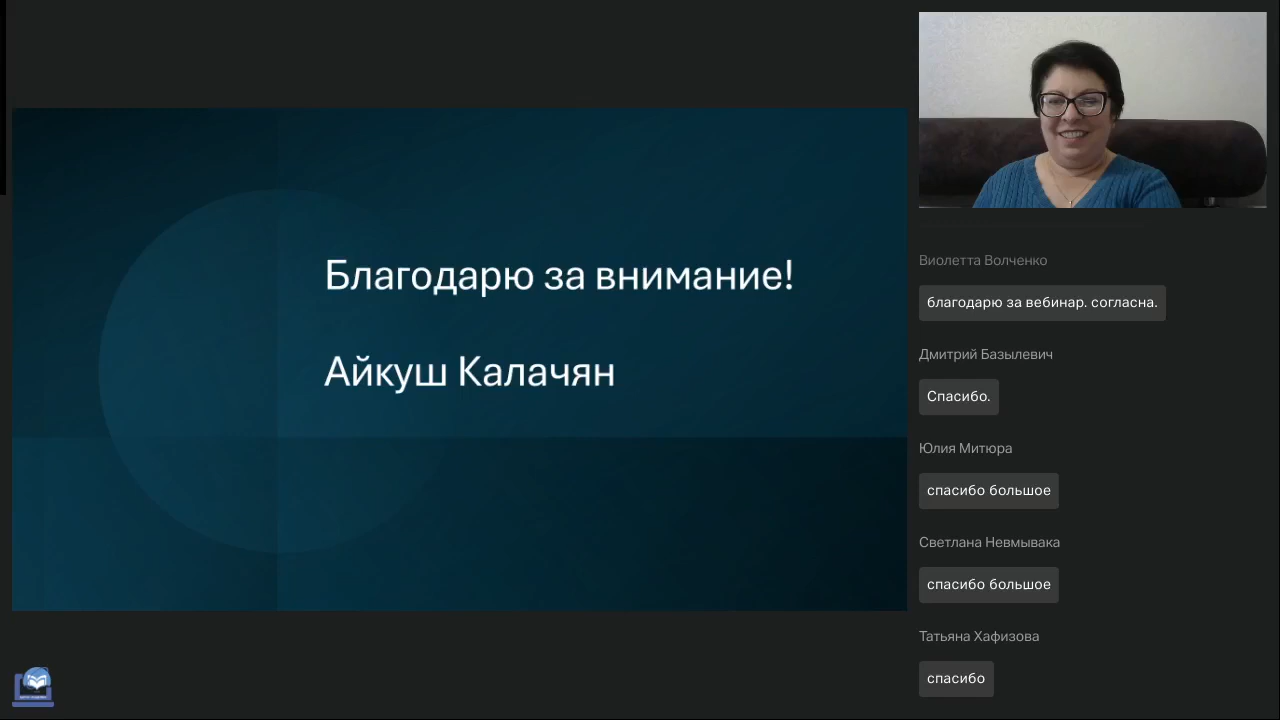 Благодарю за внимание!
Айкуш Калачян
Виолетта Волченко
благодарю за вебинар. согласна.
Дмитрий Базылевич
Спасибо.
Юлия Митюра
спасибо большое
Светлана Невмывака
спасибо большое
Татьяна Хафизова
спасибо